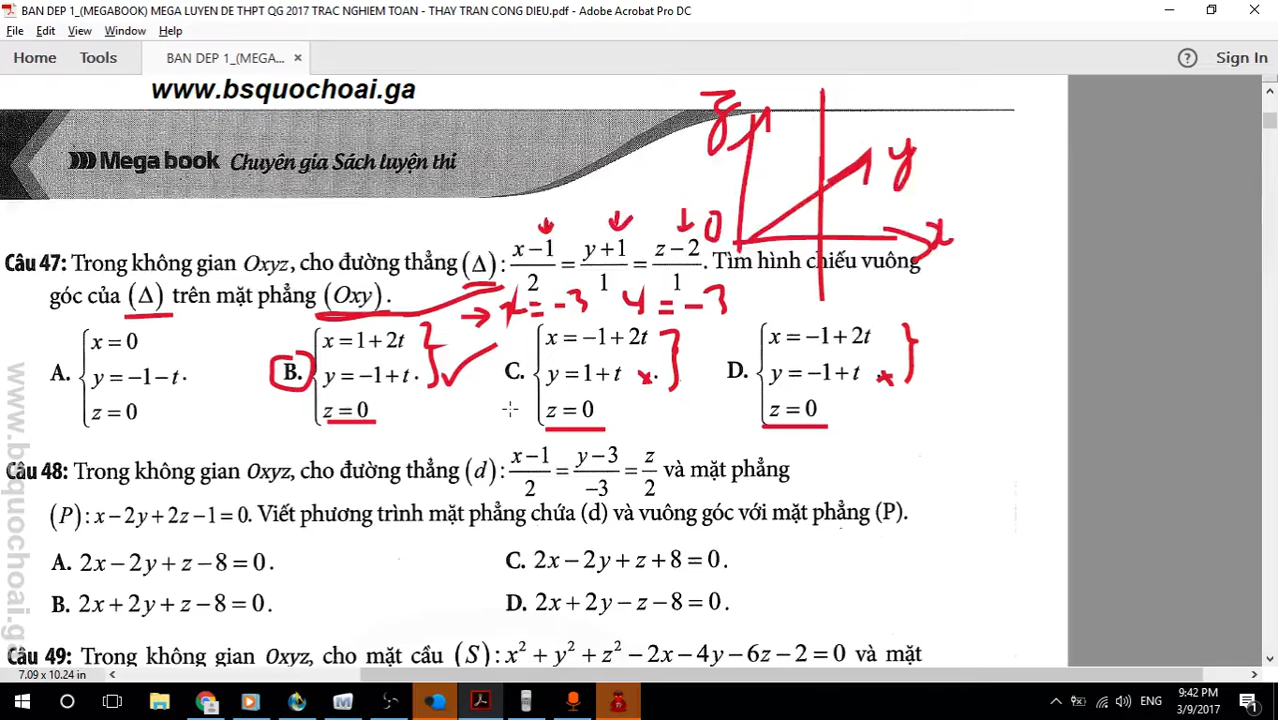 BAN DEP 1_(MEGABOOK) MEGA LUYEN DE THPT QG 2017 TRAC NGHIEM TOAN - THAY TRAN CONG DIEU.pdf - Adobe Acrobat Pro DC
File Edit View Window Help
Home Tools BAN DEP 1_(MEGA... × Sign In
www.bsquochoai.ga
Mega book Chuyên gia Sách luyện thi
z y O x
Câu 47: Trong không gian Oxyz, cho đường thẳng (Δ): (x−1)/2 = (y+1)/1 = (z−2)/1. Tìm hình chiếu vuông
góc của (Δ) trên mặt phẳng (Oxy).
→ x = -3 y = -3
A. { x = 0 B. { x = 1 + 2t C. { x = −1 + 2t D. { x = −1 + 2t
y = −1 − t. y = −1 + t. y = 1 + t . y = −1 + t .
z = 0 z = 0 z = 0 z = 0
Câu 48: Trong không gian Oxyz, cho đường thẳng (d): (x−1)/2 = (y−3)/−3 = z/2 và mặt phẳng
(P): x − 2y + 2z − 1 = 0. Viết phương trình mặt phẳng chứa (d) và vuông góc với mặt phẳng (P).
A. 2x − 2y + z − 8 = 0. C. 2x − 2y + z + 8 = 0.
B. 2x + 2y + z − 8 = 0. D. 2x + 2y − z − 8 = 0.
Câu 49: Trong không gian Oxyz, cho mặt cầu (S): x² + y² + z² − 2x − 4y − 6z − 2 = 0 và mặt
www.bsquochoai.ga
7.09 x 10.24 in
ENG
9:42 PM
3/9/2017